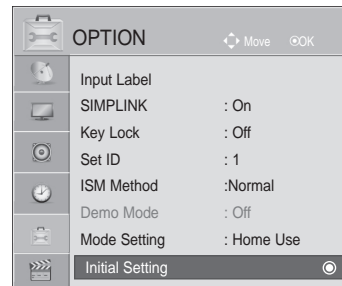 OPTION Move OK
Input Label
SIMPLINK : On
Key Lock : Off
Set ID : 1
ISM Method :Normal
Demo Mode : Off
Mode Setting : Home Use
Initial Setting